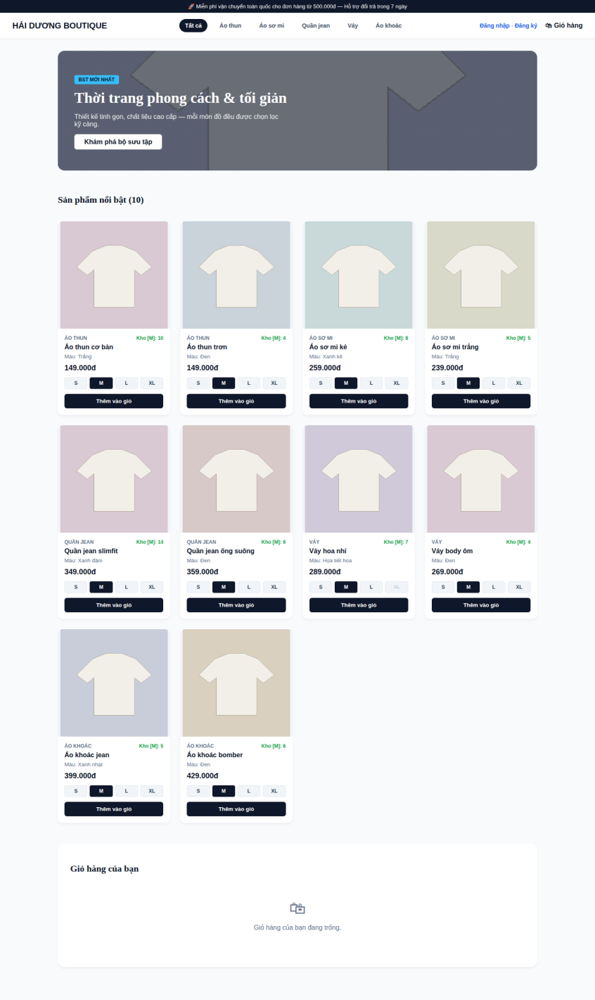 🚀 Miễn phí vận chuyển toàn quốc cho đơn hàng từ 500.000đ — Hỗ trợ đổi trả trong 7 ngày
HẢI DƯƠNG BOUTIQUE Tất cả Áo thun Áo sơ mi Quần jean Váy Áo khoác Đăng nhập · Đăng ký 🛍 Giỏ hàng
BST MỚI NHẤT
Thời trang phong cách & tối giản
Thiết kế tinh gọn, chất liệu cao cấp — mỗi món đồ đều được chọn lọc
kỹ càng.
Khám phá bộ sưu tập
Sản phẩm nổi bật (10)
ÁO THUN Kho [M]: 10
Áo thun cơ bản
Màu: Trắng
149.000đ
S M L XL
Thêm vào giỏ
ÁO THUN Kho [M]: 4
Áo thun trơn
Màu: Đen
149.000đ
S M L XL
Thêm vào giỏ
ÁO SƠ MI Kho [M]: 8
Áo sơ mi kẻ
Màu: Xanh kẻ
259.000đ
S M L XL
Thêm vào giỏ
ÁO SƠ MI Kho [M]: 5
Áo sơ mi trắng
Màu: Trắng
239.000đ
S M L XL
Thêm vào giỏ
QUẦN JEAN Kho [M]: 14
Quần jean slimfit
Màu: Xanh đậm
349.000đ
S M L XL
Thêm vào giỏ
QUẦN JEAN Kho [M]: 6
Quần jean ống suông
Màu: Đen
359.000đ
S M L XL
Thêm vào giỏ
VÁY Kho [M]: 7
Váy hoa nhí
Màu: Họa tiết hoa
289.000đ
S M L XL
Thêm vào giỏ
VÁY Kho [M]: 4
Váy body ôm
Màu: Đen
269.000đ
S M L XL
Thêm vào giỏ
ÁO KHOÁC Kho [M]: 5
Áo khoác jean
Màu: Xanh nhạt
399.000đ
S M L XL
Thêm vào giỏ
ÁO KHOÁC Kho [M]: 6
Áo khoác bomber
Màu: Đen
429.000đ
S M L XL
Thêm vào giỏ
Giỏ hàng của bạn
Giỏ hàng của bạn đang trống.